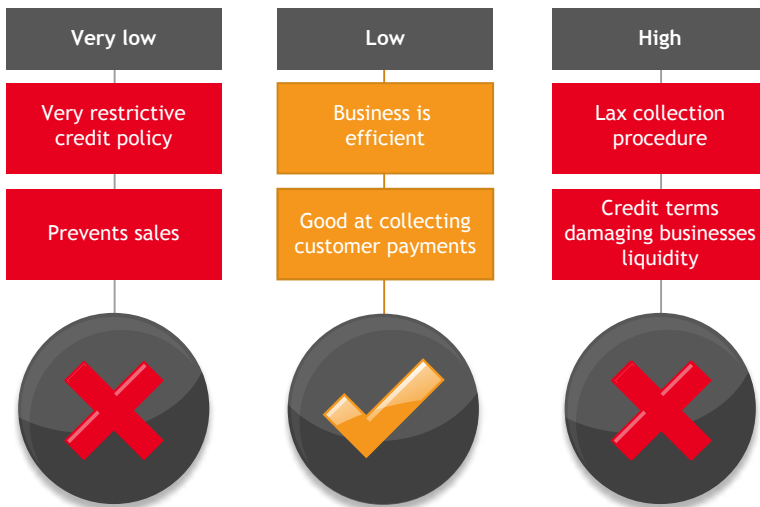 Very low
Low
High
Very restrictive
credit policy
Business is
efficient
Lax collection
procedure
Prevents sales
Good at collecting
customer payments
Credit terms
damaging businesses
liquidity